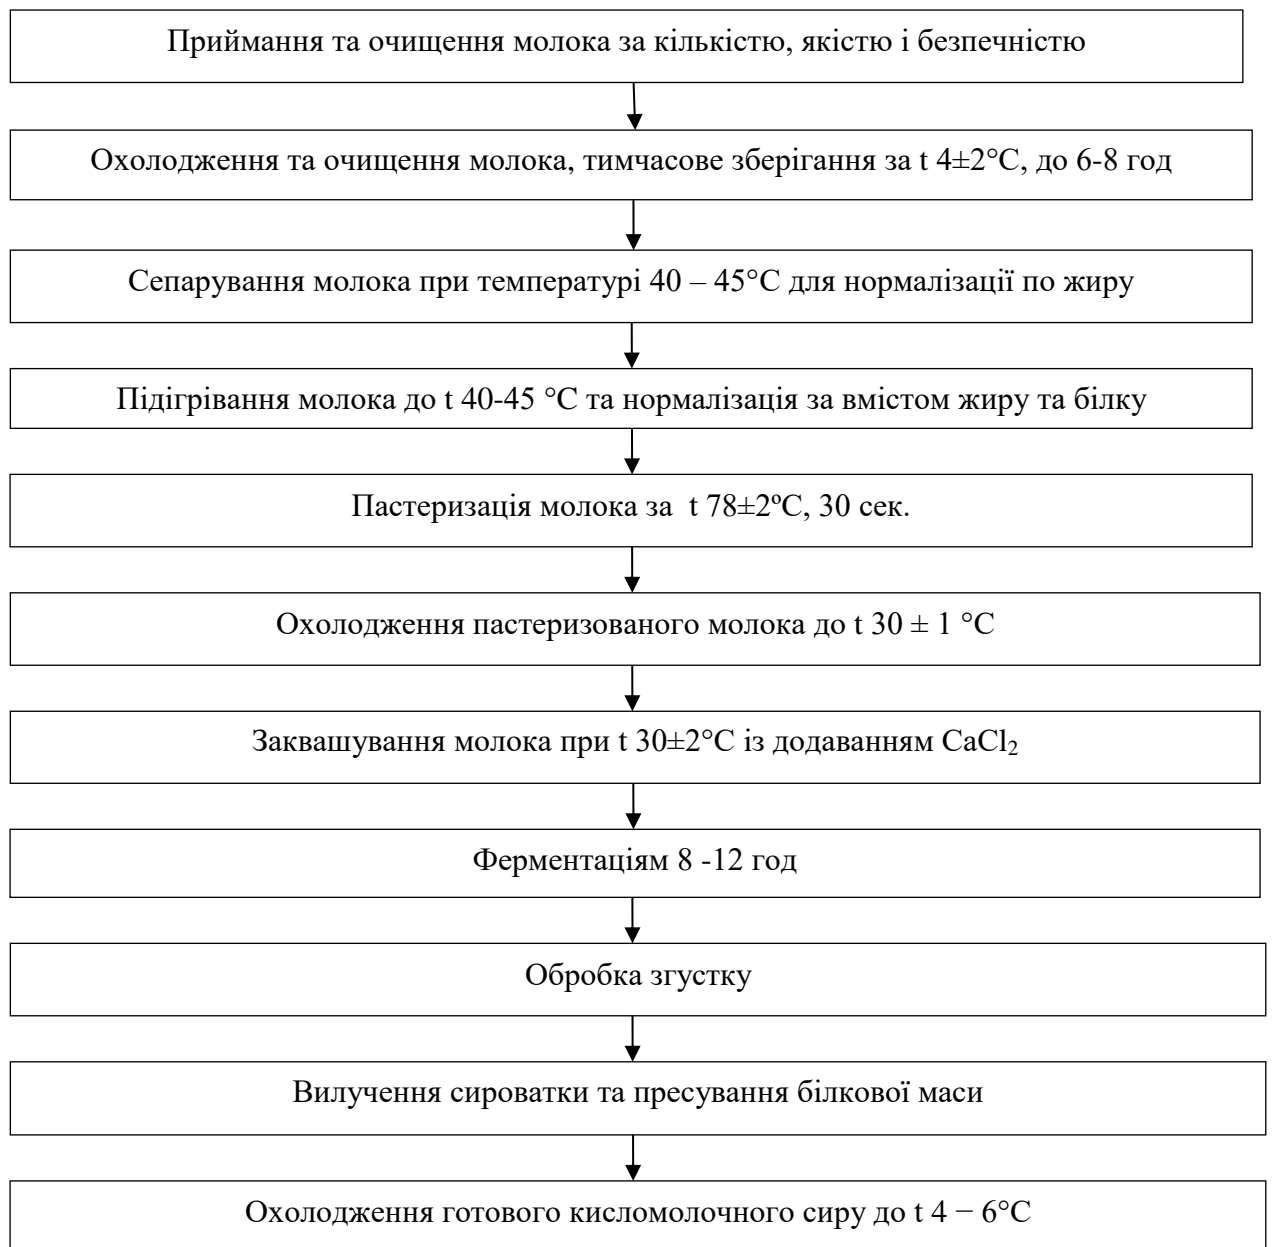 Приймання та очищення молока за кількістю, якістю і безпечністю
Охолодження та очищення молока, тимчасове зберігання за t 4±2°C, до 6-8 год
Сепарування молока при температурі 40 – 45°C для нормалізації по жиру
Підігрівання молока до t 40-45 °C та нормалізація за вмістом жиру та білку
Пастеризація молока за t 78±2ºC, 30 сек.
Охолодження пастеризованого молока до t 30 ± 1 °C
Заквашування молока при t 30±2°C із додаванням CaCl₂
Ферментаціям 8 -12 год
Обробка згустку
Вилучення сироватки та пресування білкової маси
Охолодження готового кисломолочного сиру до t 4 − 6°C